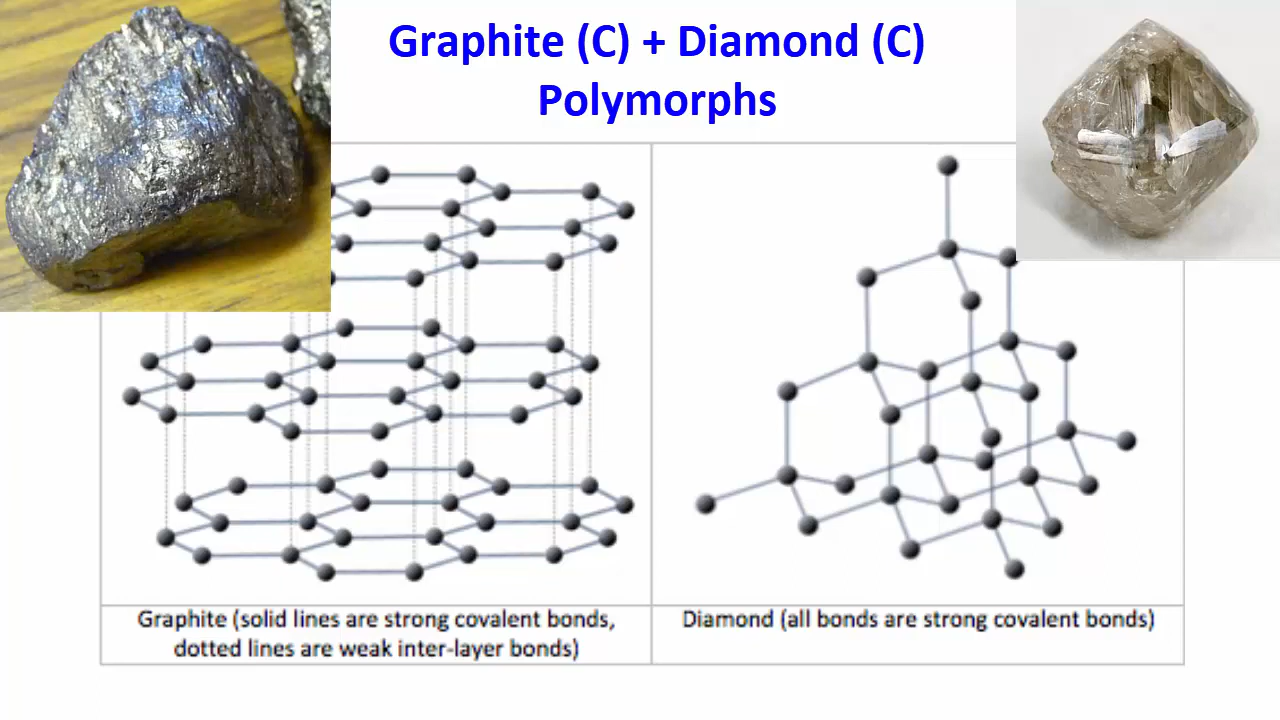 Graphite (C) + Diamond (C)
Polymorphs
Graphite (solid lines are strong covalent bonds,
dotted lines are weak inter-layer bonds)
Diamond (all bonds are strong covalent bonds)